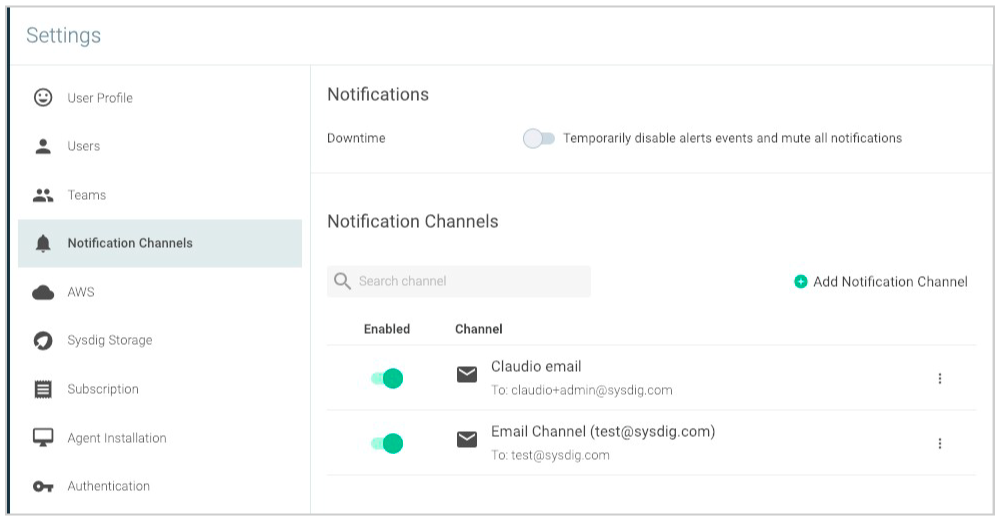 Settings
User Profile
Users
Teams
Notification Channels
AWS
Sysdig Storage
Subscription
Agent Installation
Authentication
Notifications
Downtime Temporarily disable alerts events and mute all notifications
Notification Channels
Search channel
Add Notification Channel
Enabled Channel
Claudio email
To: claudio+admin@sysdig.com
Email Channel (test@sysdig.com)
To: test@sysdig.com